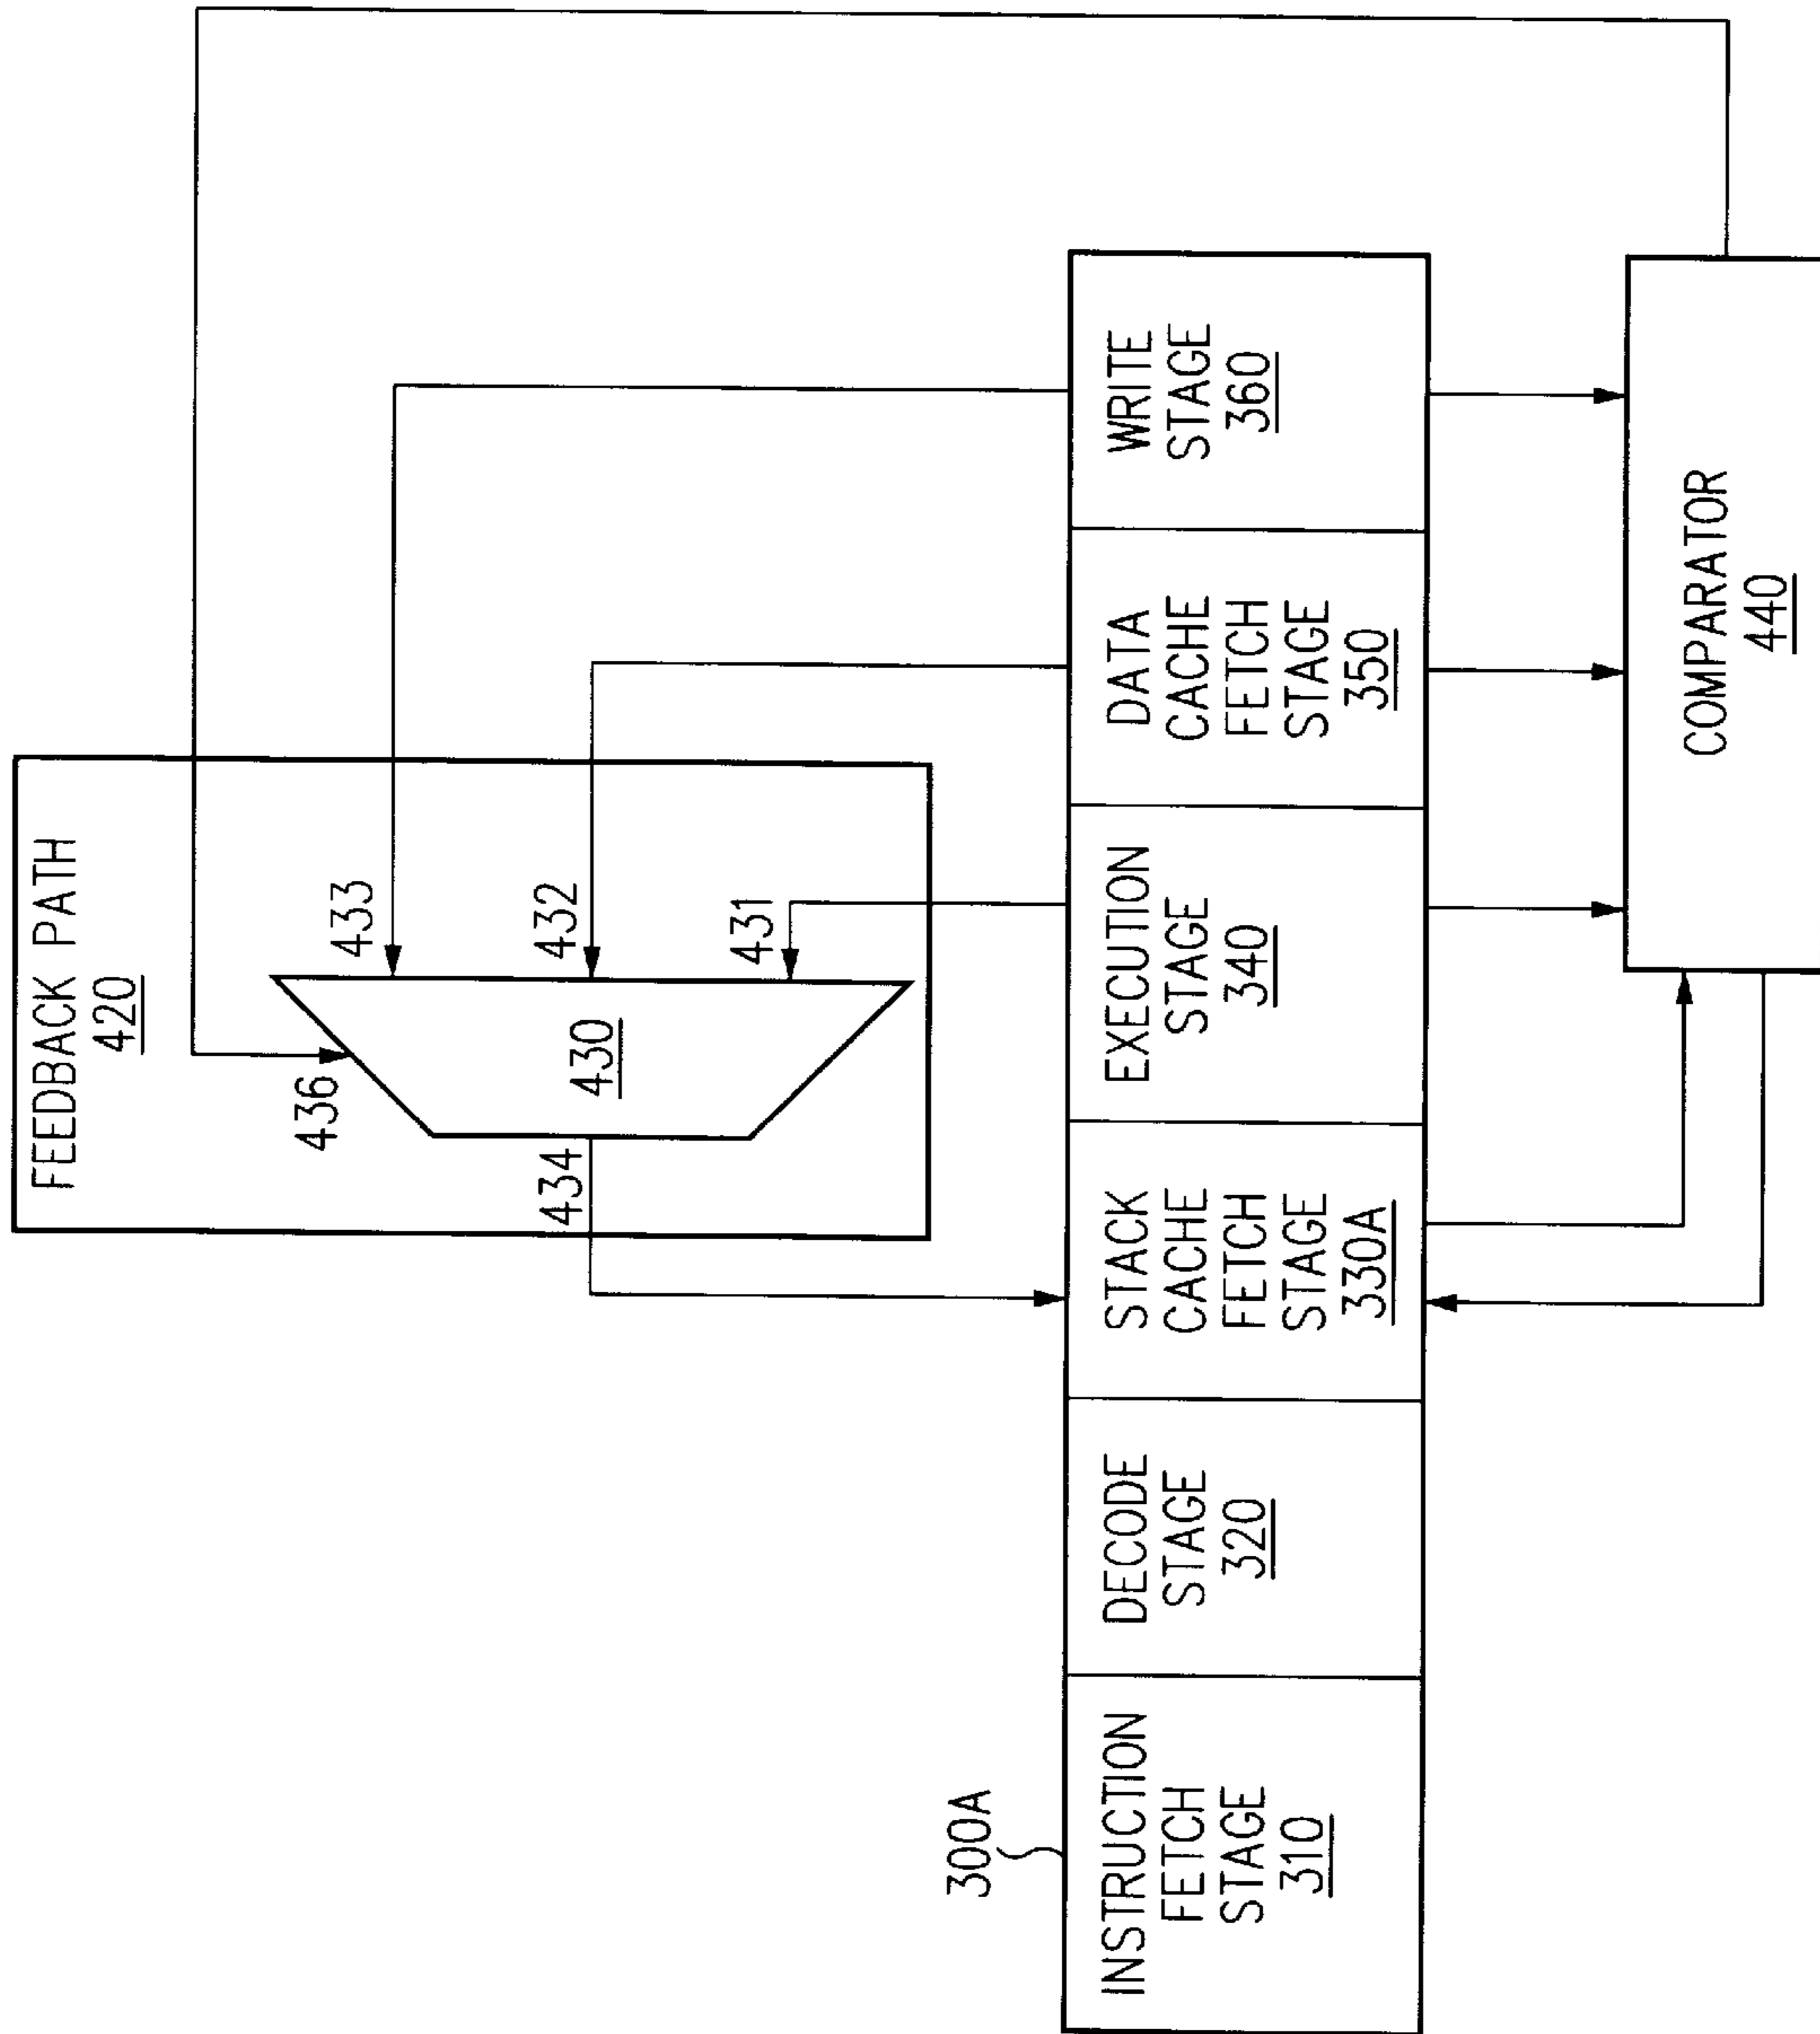 FEEDBACK PATH
420
436
433
432
431
430
434
300A
INSTRUCTION
FETCH
STAGE
310
DECODE
STAGE
320
STACK
CACHE
FETCH
STAGE
330A
EXECUTION
STAGE
340
DATA
CACHE
FETCH
STAGE
350
WRITE
STAGE
360
COMPARATOR
440